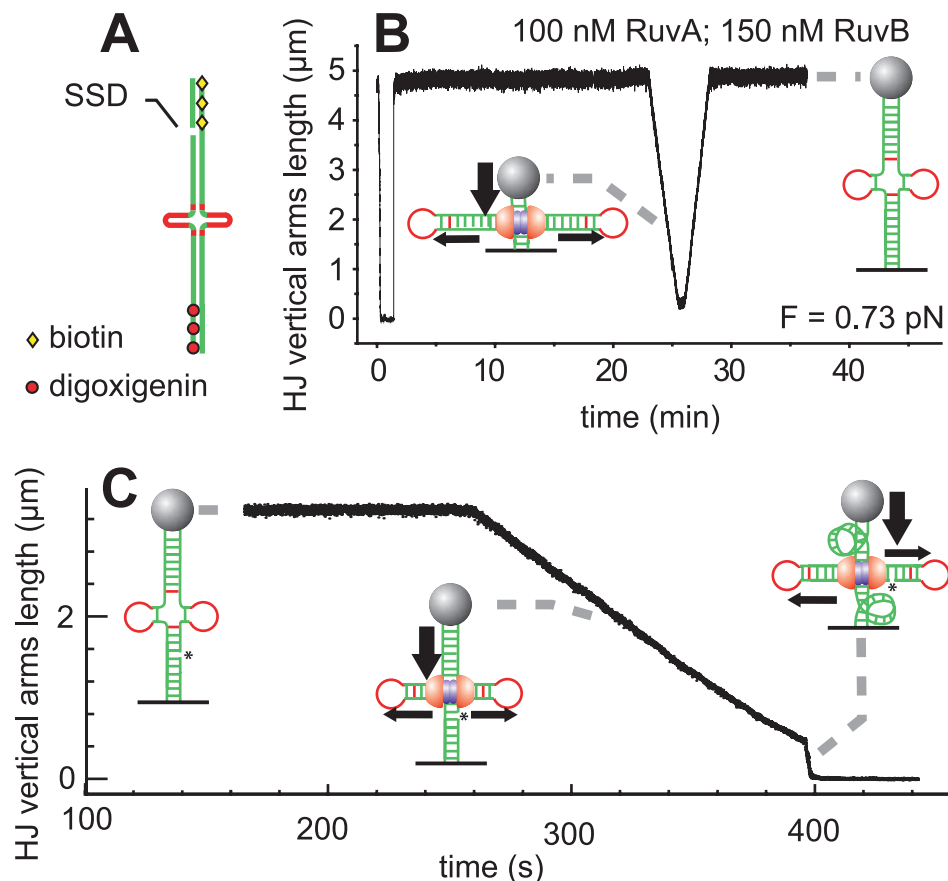 A
SSD
biotin
digoxigenin
B
100 nM RuvA; 150 nM RuvB
HJ vertical arms length (µm)
5
4
3
2
1
0
F = 0.73 pN
0
10
20
30
40
time (min)
C
HJ vertical arms length (µm)
2
0
*
*
*
100
200
300
400
time (s)